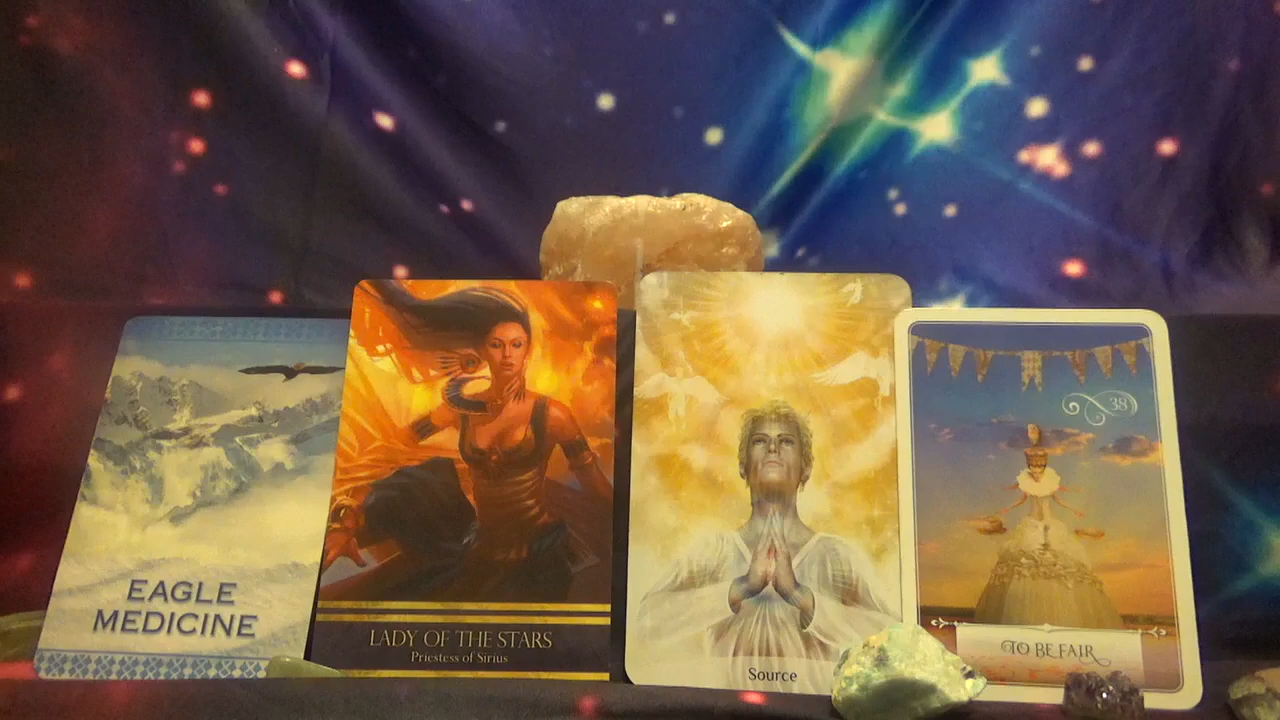 EAGLE
MEDICINE
LADY OF THE STARS
Priestess of Sirius
Source
38
TO BE FAIR